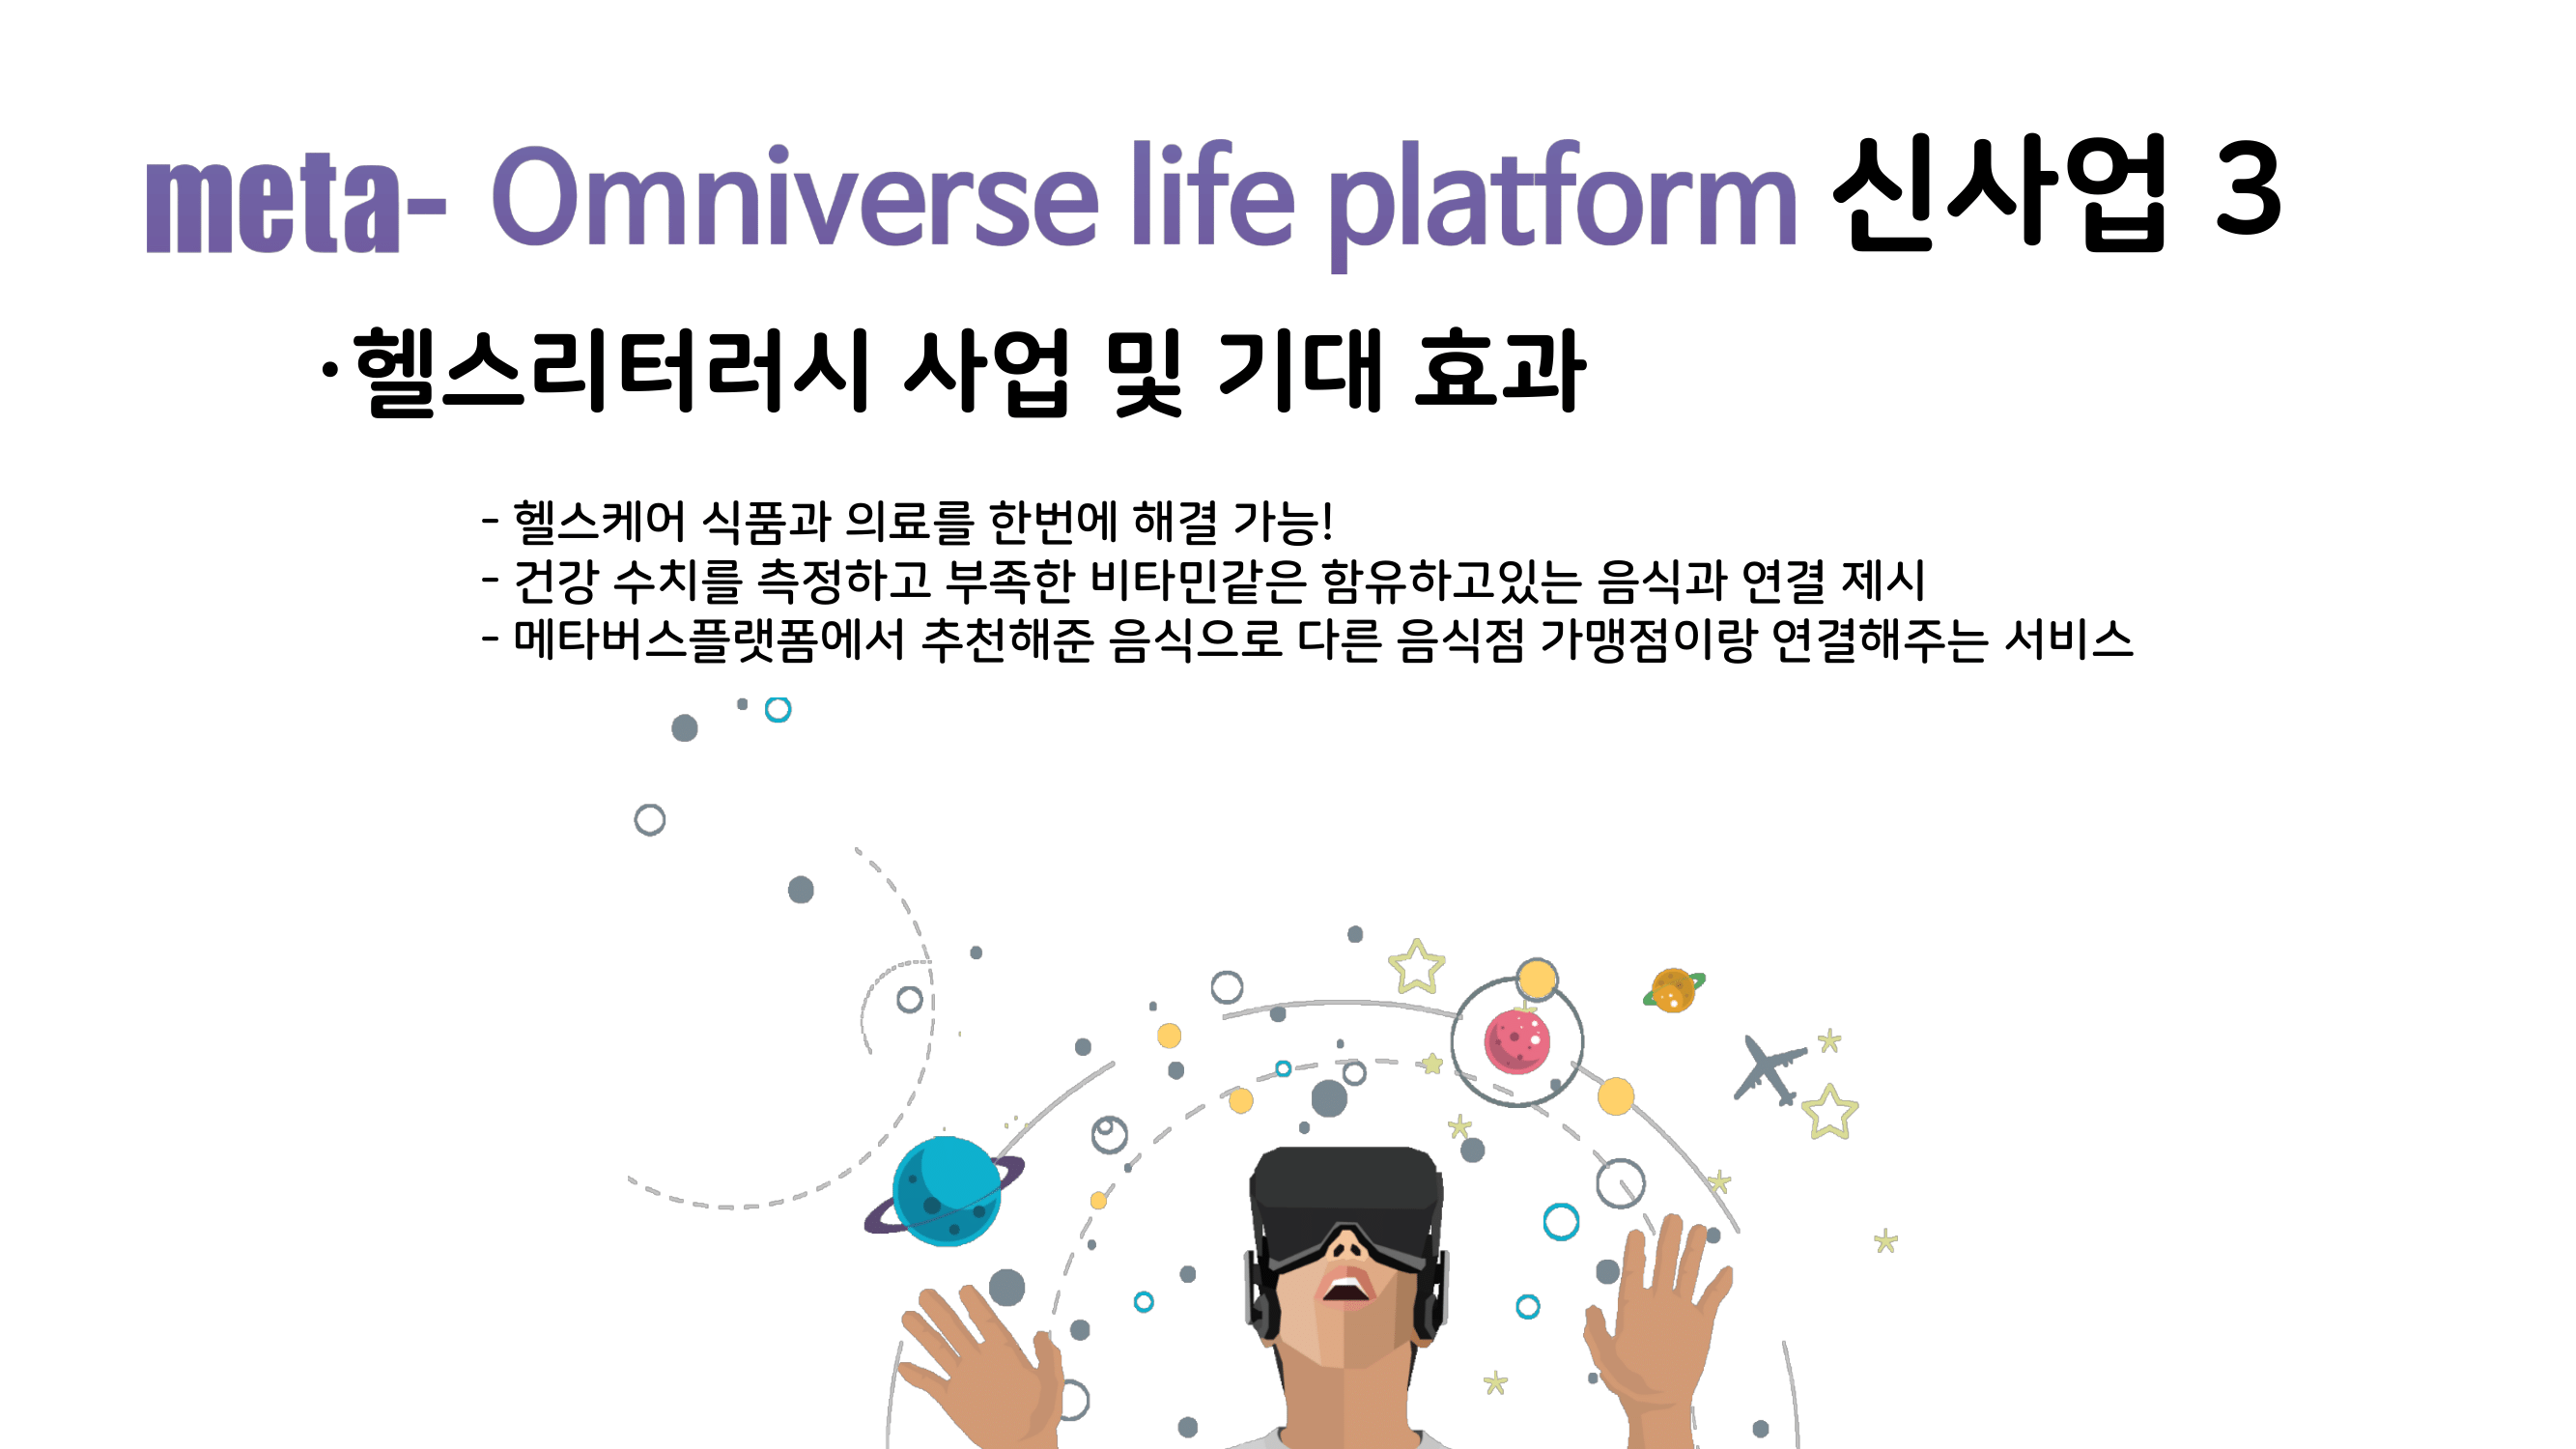 meta- Omniverse life platform 신사업 3
·헬스리터러시 사업 및 기대 효과
- 헬스케어 식품과 의료를 한번에 해결 가능!
- 건강 수치를 측정하고 부족한 비타민같은 함유하고있는 음식과 연결 제시
- 메타버스플랫폼에서 추천해준 음식으로 다른 음식점 가맹점이랑 연결해주는 서비스